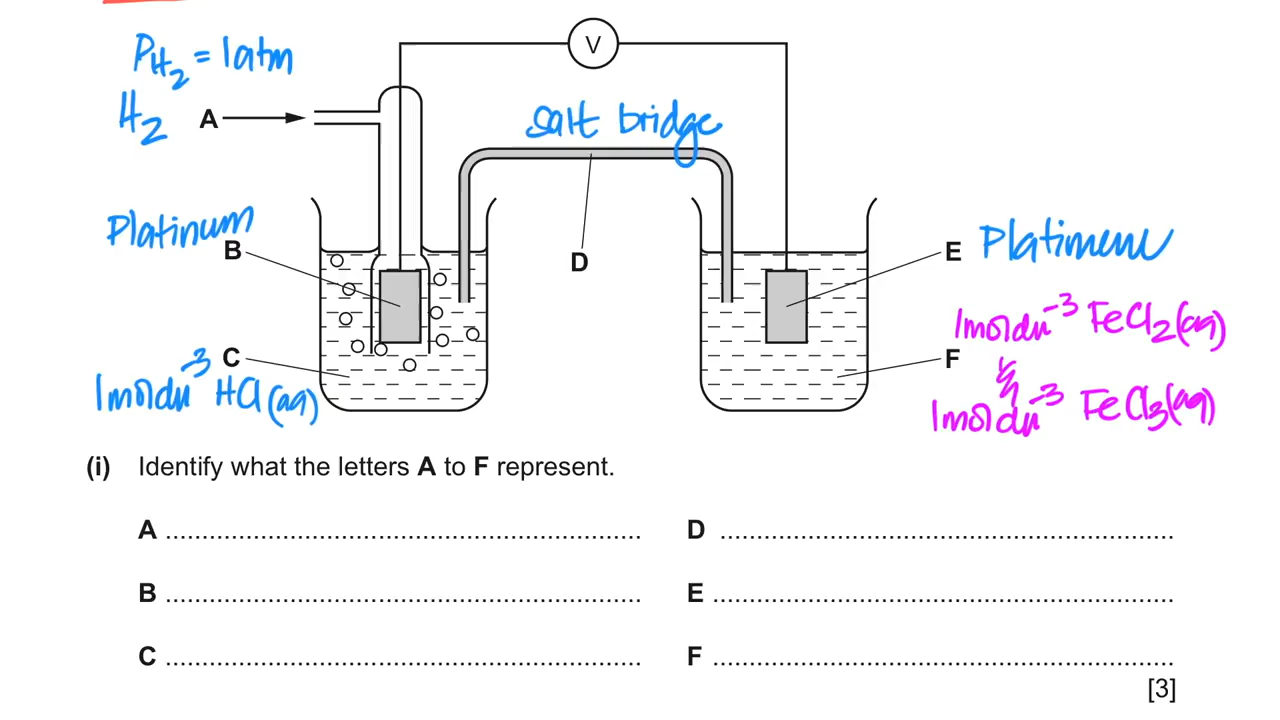 P_H₂ = 1atm
H₂
A
V
salt bridge
Platinum
B
D
E Platinum
1moldm⁻³ FeCl₂(aq)
C
F
1moldm⁻³ HCl(aq)
&
1moldm⁻³ FeCl₃(aq)
(i) Identify what the letters A to F represent.
A ................................................................. D .............................................................
B ................................................................. E ..............................................................
C ................................................................. F ..............................................................
[3]